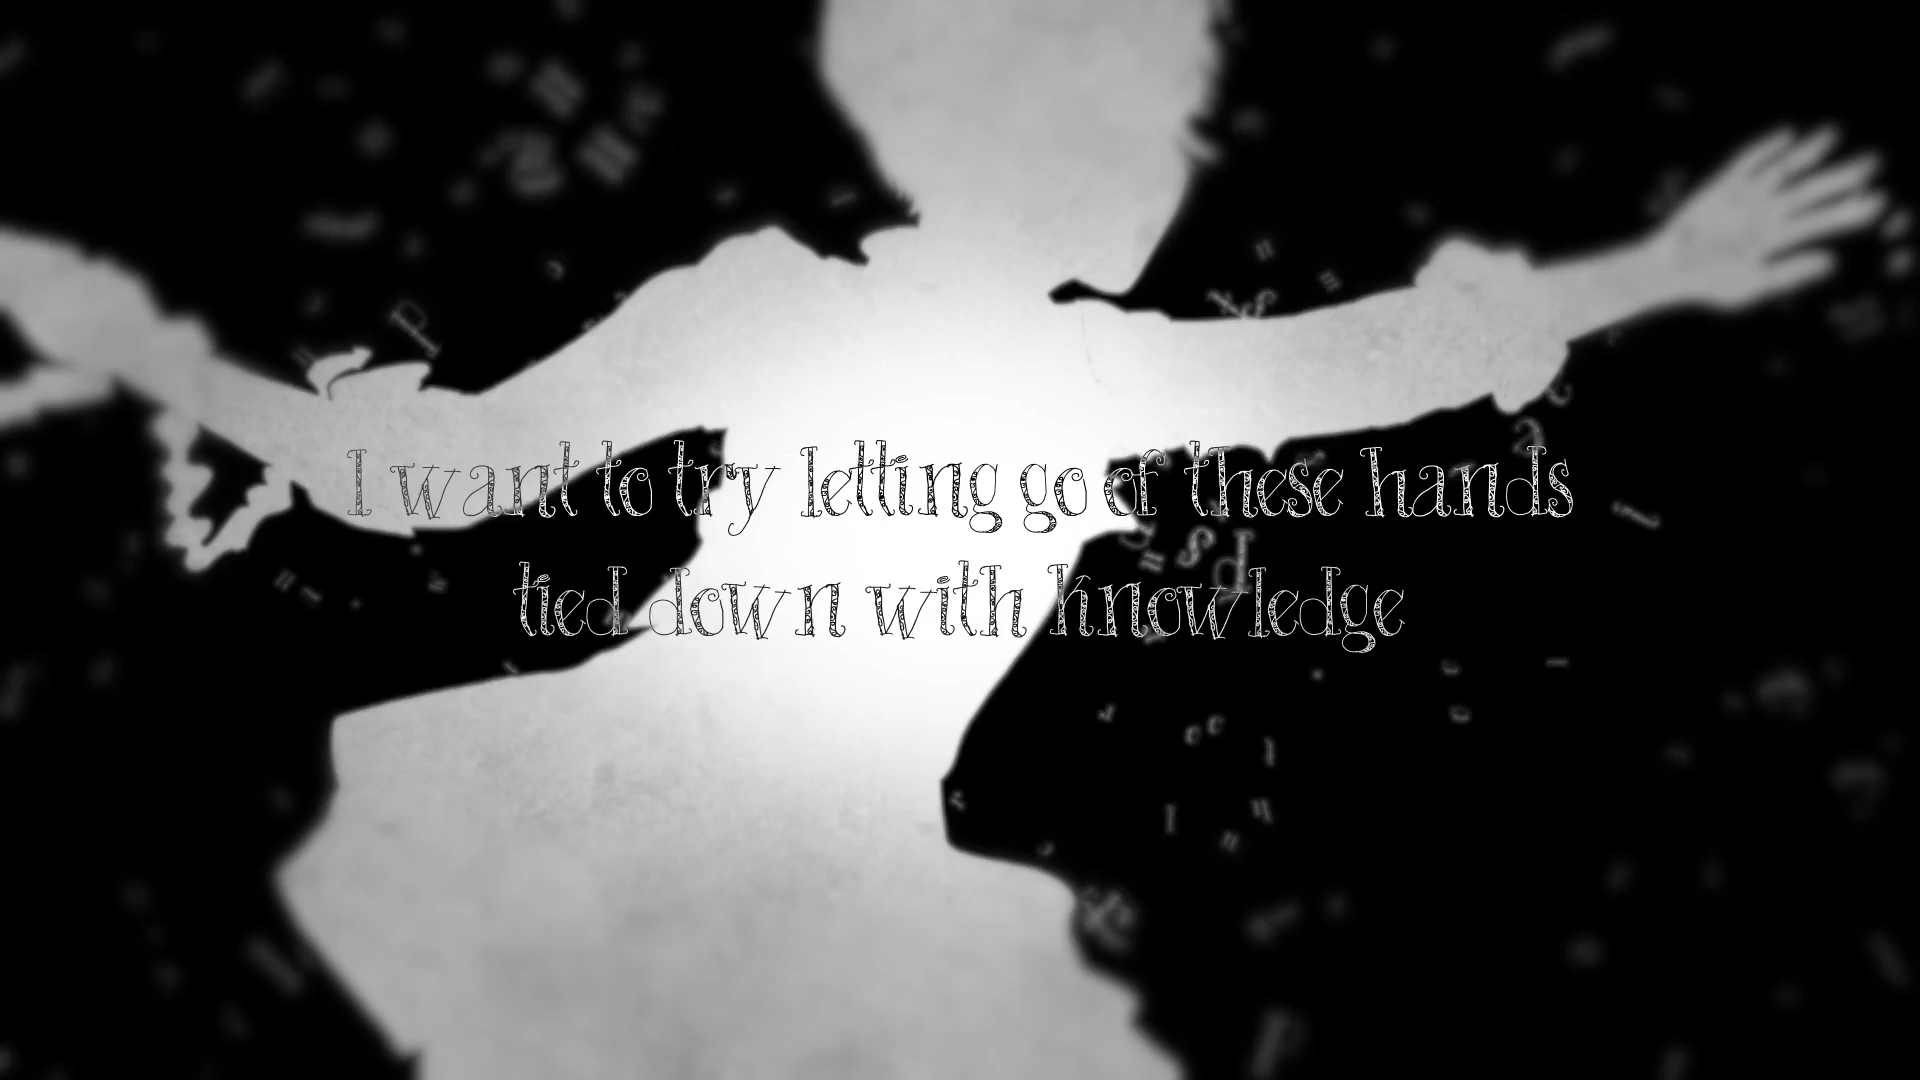 I want to try letting go of these hands
tied down with knowledge